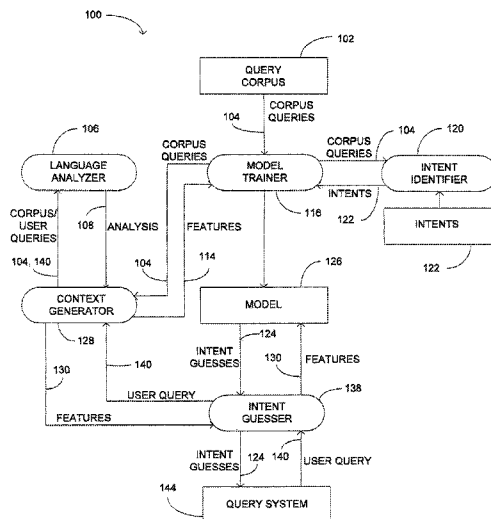 100
102
QUERY
CORPUS
104
CORPUS
QUERIES
106
LANGUAGE
ANALYZER
CORPUS
QUERIES
MODEL
TRAINER
116
CORPUS
QUERIES
104
120
INTENT
IDENTIFIER
INTENTS
122
INTENTS
122
CORPUS/
USER
QUERIES
104, 140
108
ANALYSIS
104
FEATURES
114
CONTEXT
GENERATOR
128
126
MODEL
124
INTENT
GUESSES
130
FEATURES
130
140
USER QUERY
FEATURES
INTENT
GUESSER
138
INTENT
GUESSES
124
140
USER QUERY
144
QUERY SYSTEM